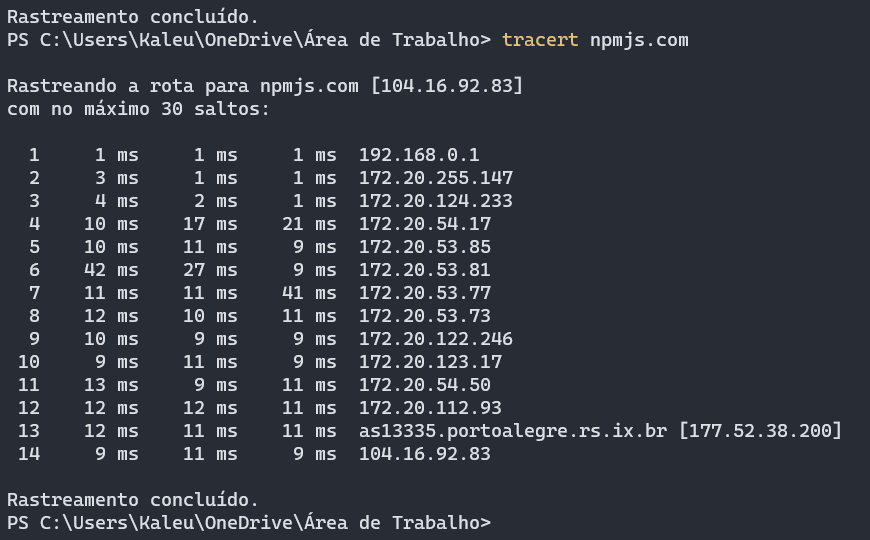 Rastreamento concluído.
PS C:\Users\Kaleu\OneDrive\Área de Trabalho> tracert npmjs.com
Rastreando a rota para npmjs.com [104.16.92.83]
com no máximo 30 saltos:
1 1 ms 1 ms 1 ms 192.168.0.1
2 3 ms 1 ms 1 ms 172.20.255.147
3 4 ms 2 ms 1 ms 172.20.124.233
4 10 ms 17 ms 21 ms 172.20.54.17
5 10 ms 11 ms 9 ms 172.20.53.85
6 42 ms 27 ms 9 ms 172.20.53.81
7 11 ms 11 ms 41 ms 172.20.53.77
8 12 ms 10 ms 11 ms 172.20.53.73
9 10 ms 9 ms 9 ms 172.20.122.246
10 9 ms 11 ms 9 ms 172.20.123.17
11 13 ms 9 ms 11 ms 172.20.54.50
12 12 ms 12 ms 11 ms 172.20.112.93
13 12 ms 11 ms 11 ms as13335.portoalegre.rs.ix.br [177.52.38.200]
14 9 ms 11 ms 9 ms 104.16.92.83
Rastreamento concluído.
PS C:\Users\Kaleu\OneDrive\Área de Trabalho>